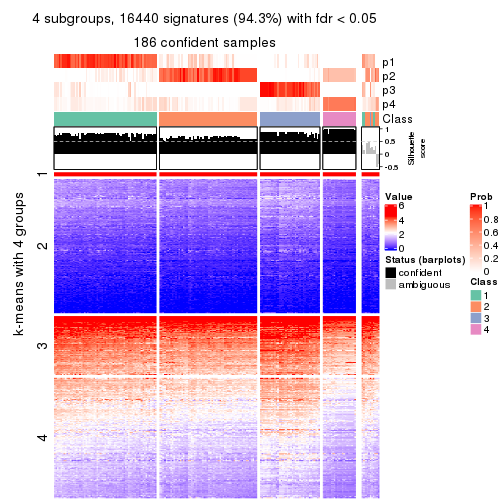 4 subgroups, 16440 signatures (94.3%) with fdr < 0.05
186 confident samples
p1
p2
p3
p4
Class
1
0.5
0
-0.5
Silhouette
score
k-means with 4 groups
1
2
3
4
Value
6
4
2
0
Status (barplots)
confident
ambiguous
Prob
1
0.8
0.6
0.4
0.2
0
Class
1
2
3
4